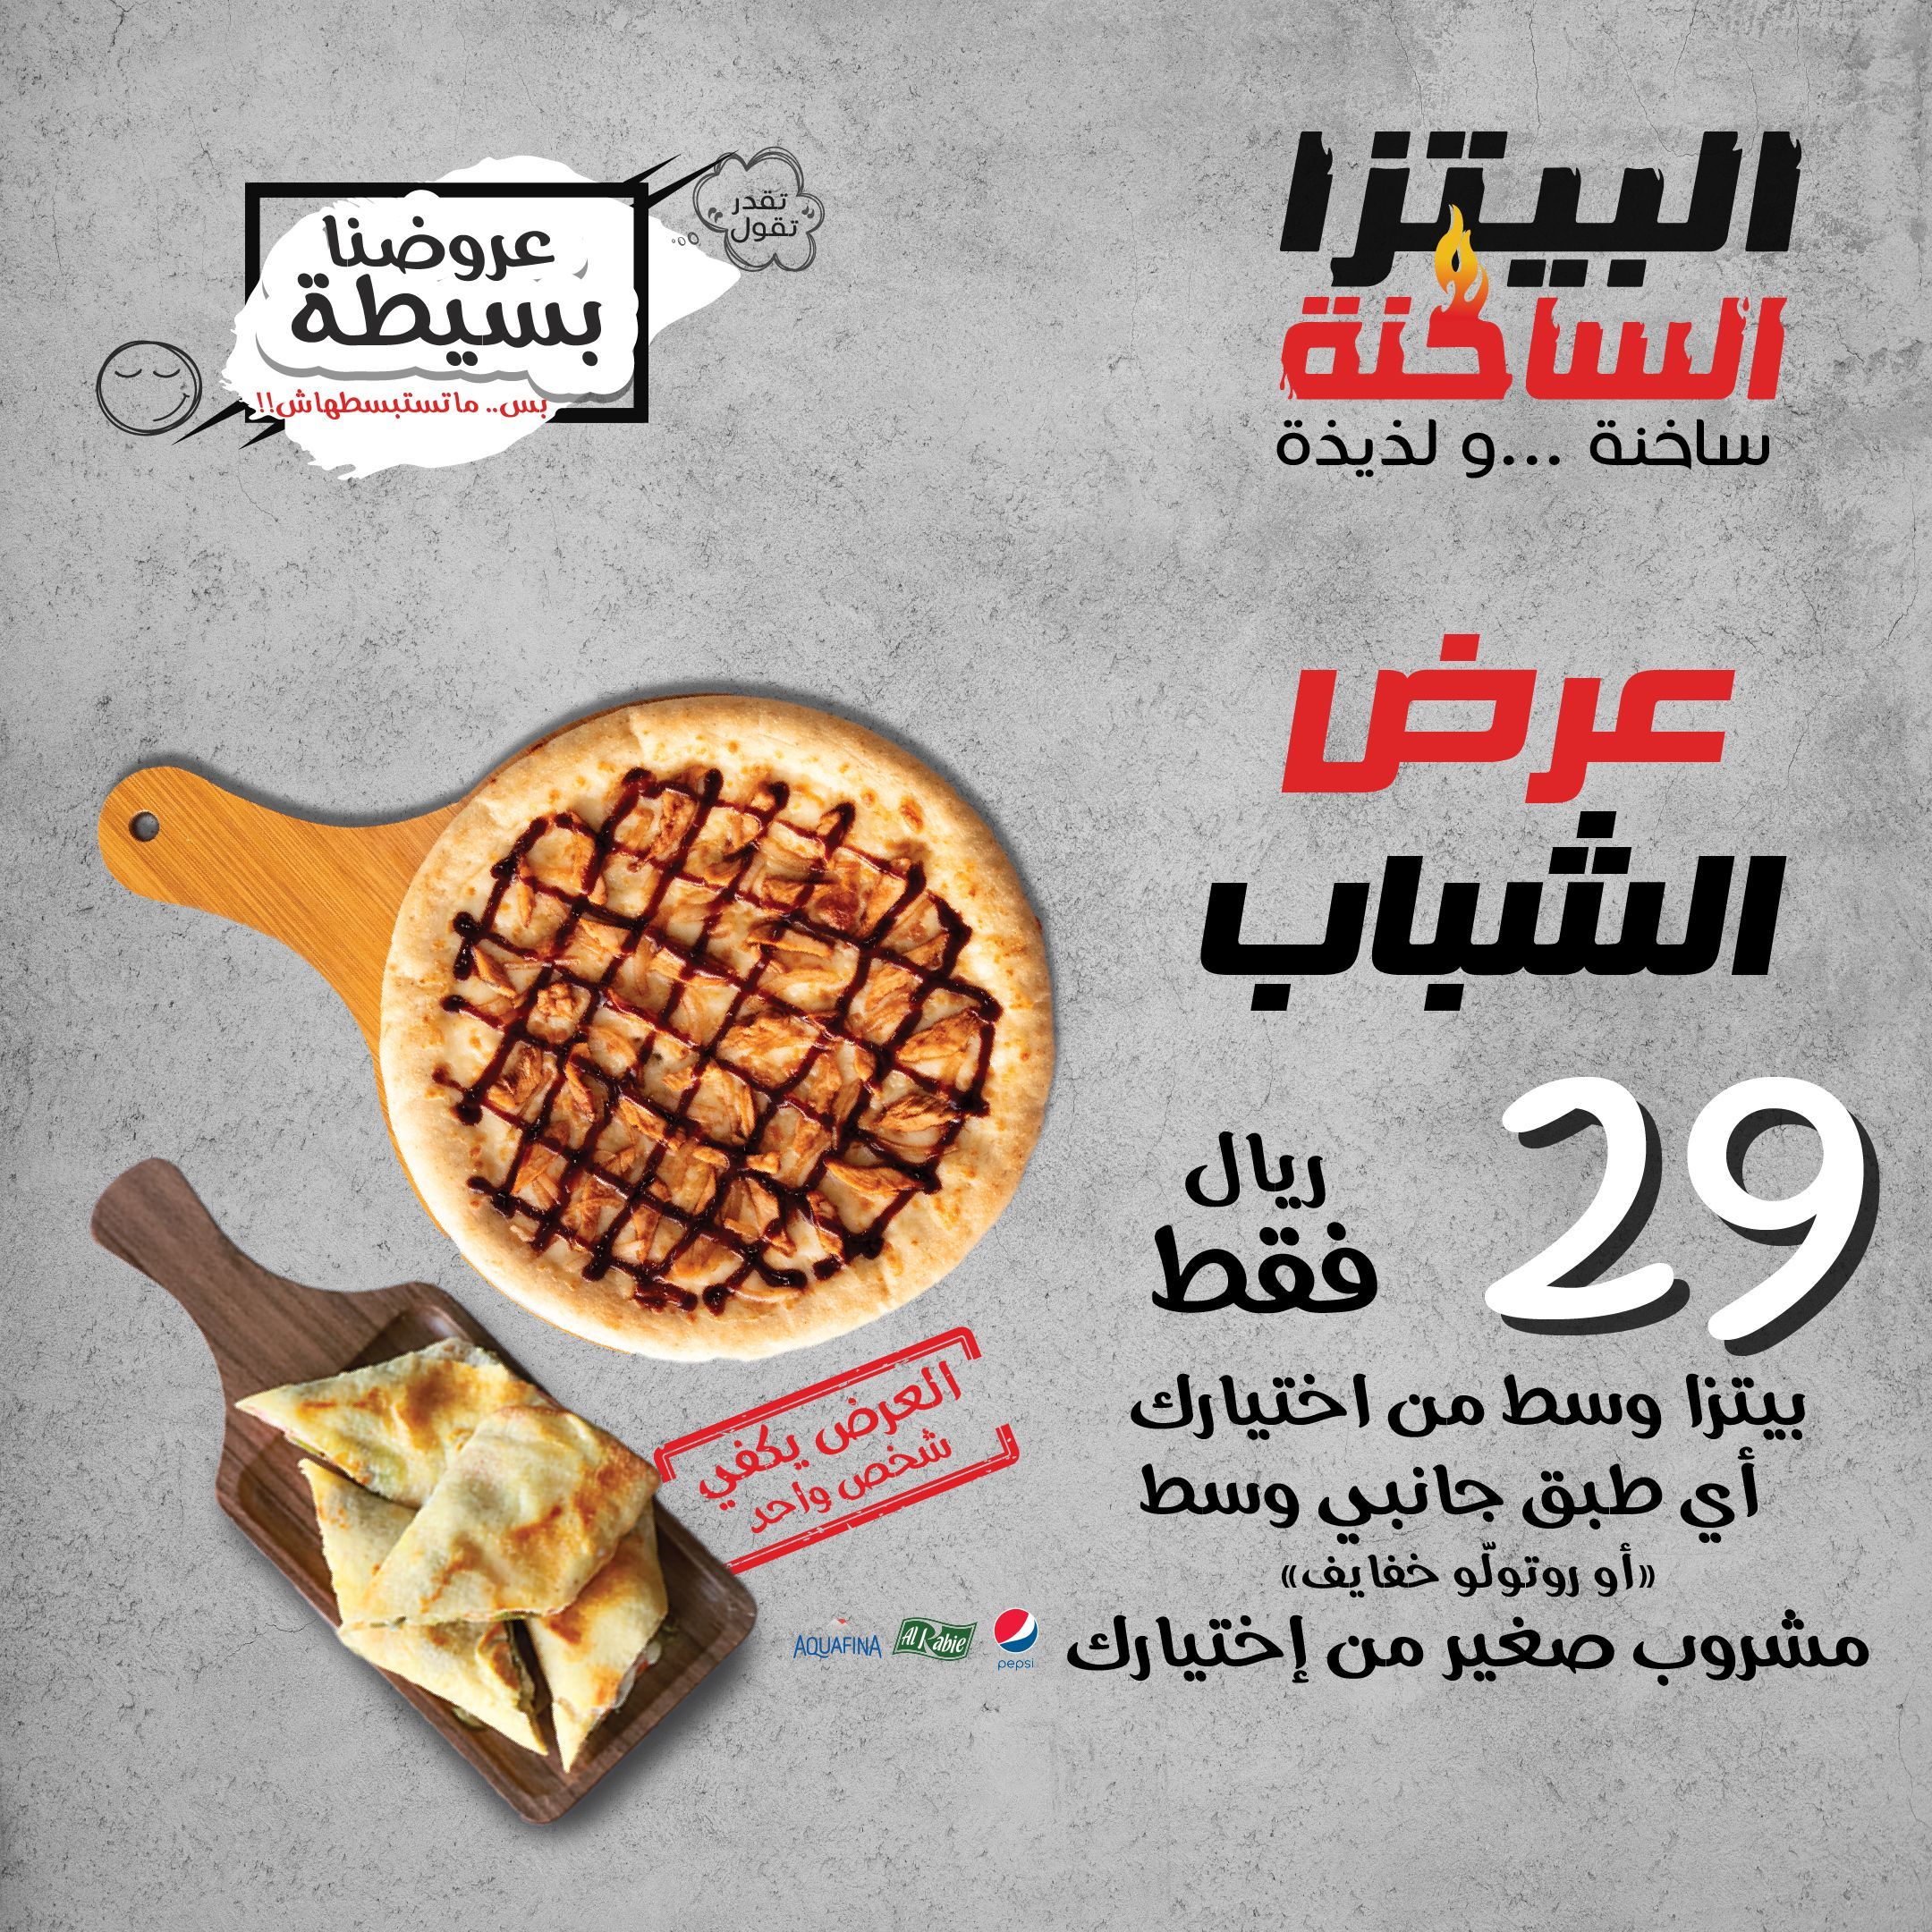 البيتزا
الساخنة
ساخنة ...و لذيذة
تقدر
تقول
عروضنا
بسيطة
بس.. ماتستبسطهاش!!
عرض
الشباب
29
ريال
فقط
بيتزا وسط من اختيارك
أي طبق جانبي وسط
«أو روتولّو خفايف»
مشروب صغير من إختيارك
pepsi
Al Rabie
AQUAFINA
العرض يكفي
شخص واحد